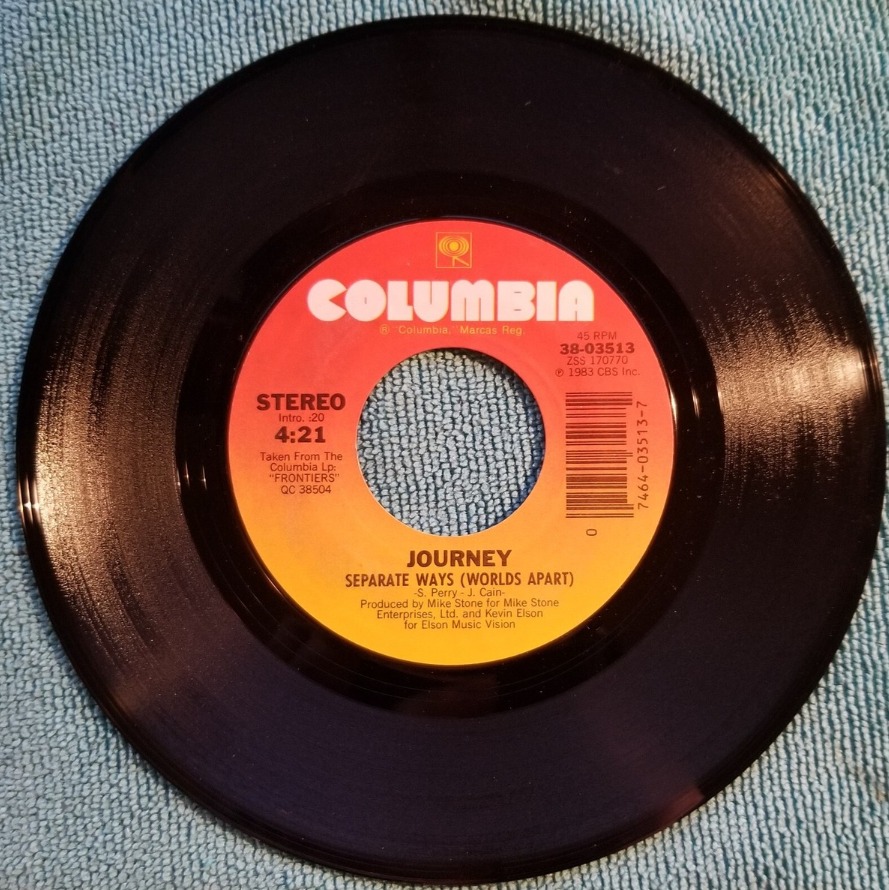 COLUMBIA
® "Columbia," Marcas Reg.
45 RPM
38-03513
ZSS 170770
℗ 1983 CBS Inc.
STEREO
Intro. :20
4:21
Taken From The
Columbia Lp:
"FRONTIERS"
QC 38504
7464-03513-7
0
JOURNEY
SEPARATE WAYS (WORLDS APART)
-S. Perry - J. Cain-
Produced by Mike Stone for Mike Stone
Enterprises, Ltd. and Kevin Elson
for Elson Music Vision